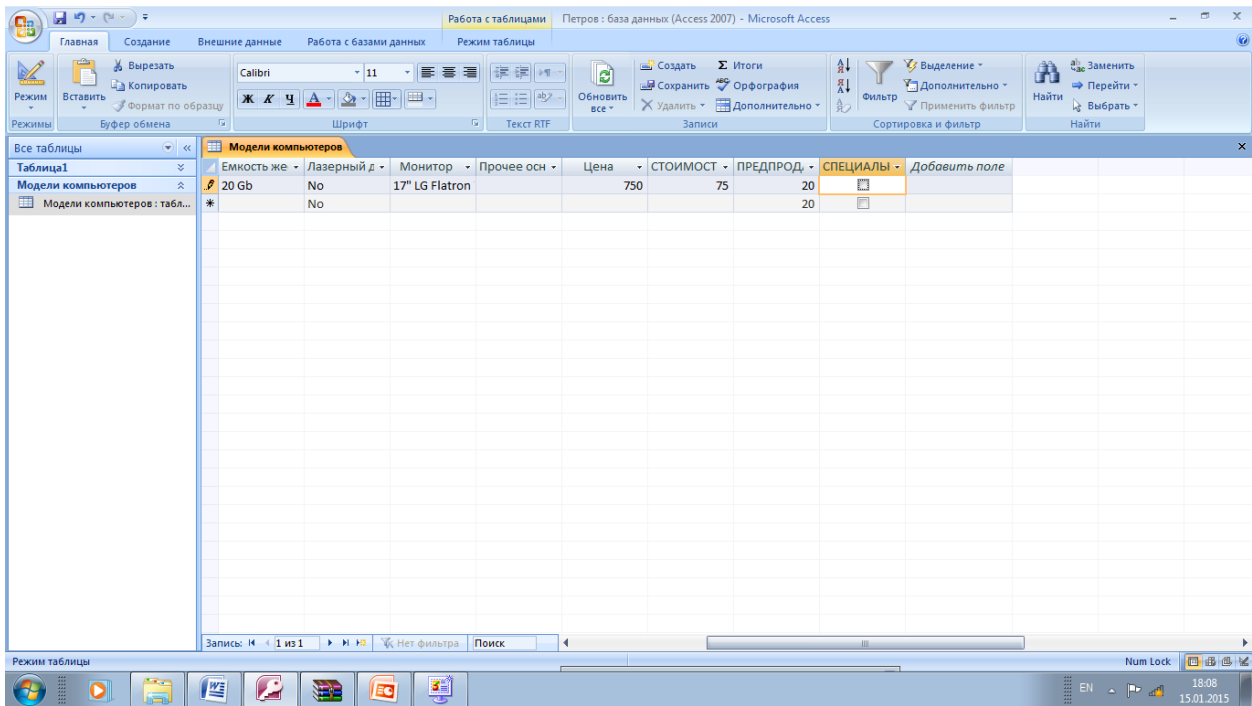 Работа с таблицами Петров : база данных (Access 2007) - Microsoft Access
Главная Создание Внешние данные Работа с базами данных Режим таблицы
Режим
Вставить
Вырезать
Копировать
Формат по образцу
Calibri 11
Ж К Ч А
Обновить все
Создать Итоги
Сохранить Орфография
Удалить Дополнительно
Фильтр
Выделение
Дополнительно
Применить фильтр
Найти
Заменить
Перейти
Выбрать
Режимы Буфер обмена Шрифт Текст RTF Записи Сортировка и фильтр Найти
Все таблицы
Таблица1
Модели компьютеров
Модели компьютеров : табл...
Модели компьютеров
Емкость же Лазерный д Монитор Прочее осн Цена СТОИМОСТ ПРЕДПРОД СПЕЦИАЛЫ Добавить поле
20 Gb No 17" LG Flatron 750 75 20
No 20
Запись: 1 из 1 Нет фильтра Поиск
Режим таблицы Num Lock
EN 18:08
15.01.2015